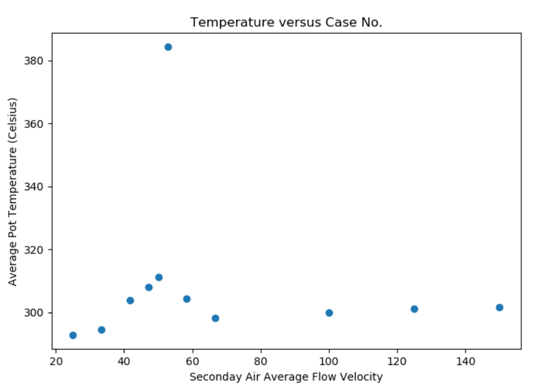 Temperature versus Case No.
380
360
340
320
300
Average Pot Temperature (Celsius)
20 40 60 80 100 120 140
Seconday Air Average Flow Velocity